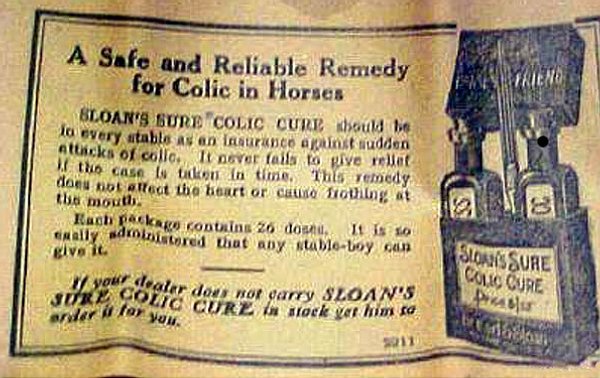 A Safe and Reliable Remedy
for Colic in Horses
SLOAN'S SURE COLIC CURE should be
in every stable as an insurance against sudden
attacks of colic. It never fails to give relief
if the case is taken in time. This remedy
does not affect the heart or cause frothing at
the mouth.
Each package contains 26 doses. It is so
easily administered that any stable-boy can
give it.
If your dealer does not carry SLOAN'S
SURE COLIC CURE in stock get him to
order it for you.
FRIEND
SLOAN'S SURE
COLIC CURE
Price